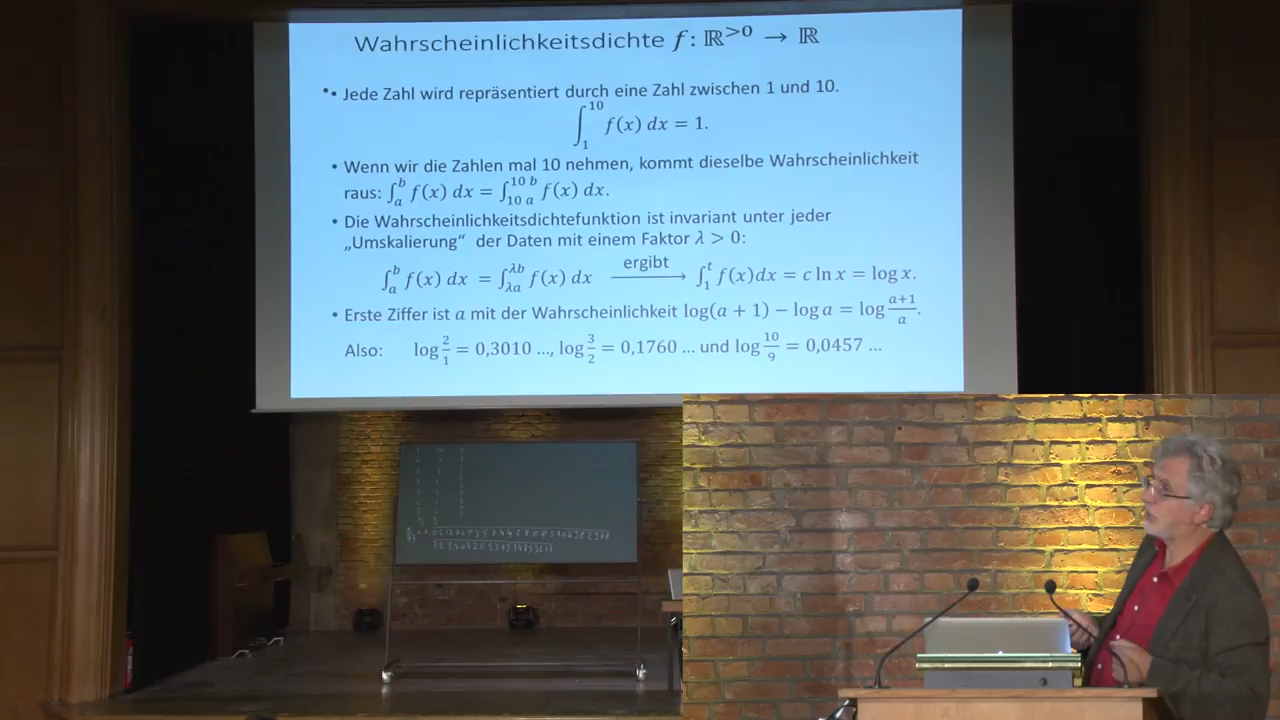 Wahrscheinlichkeitsdichte f: ℝ^{>0} → ℝ
• Jede Zahl wird repräsentiert durch eine Zahl zwischen 1 und 10.
∫_1^{10} f(x) dx = 1.
• Wenn wir die Zahlen mal 10 nehmen, kommt dieselbe Wahrscheinlichkeit
raus: ∫_a^b f(x) dx = ∫_{10 a}^{10 b} f(x) dx.
• Die Wahrscheinlichkeitsdichtefunktion ist invariant unter jeder
„Umskalierung“ der Daten mit einem Faktor λ > 0:
∫_a^b f(x) dx = ∫_{λa}^{λb} f(x) dx ergibt→ ∫_1^t f(x)dx = c ln x = log x.
• Erste Ziffer ist a mit der Wahrscheinlichkeit log(a + 1) − log a = log (a+1)/a.
Also: log 2/1 = 0,3010 ..., log 3/2 = 0,1760 ... und log 10/9 = 0,0457 ...